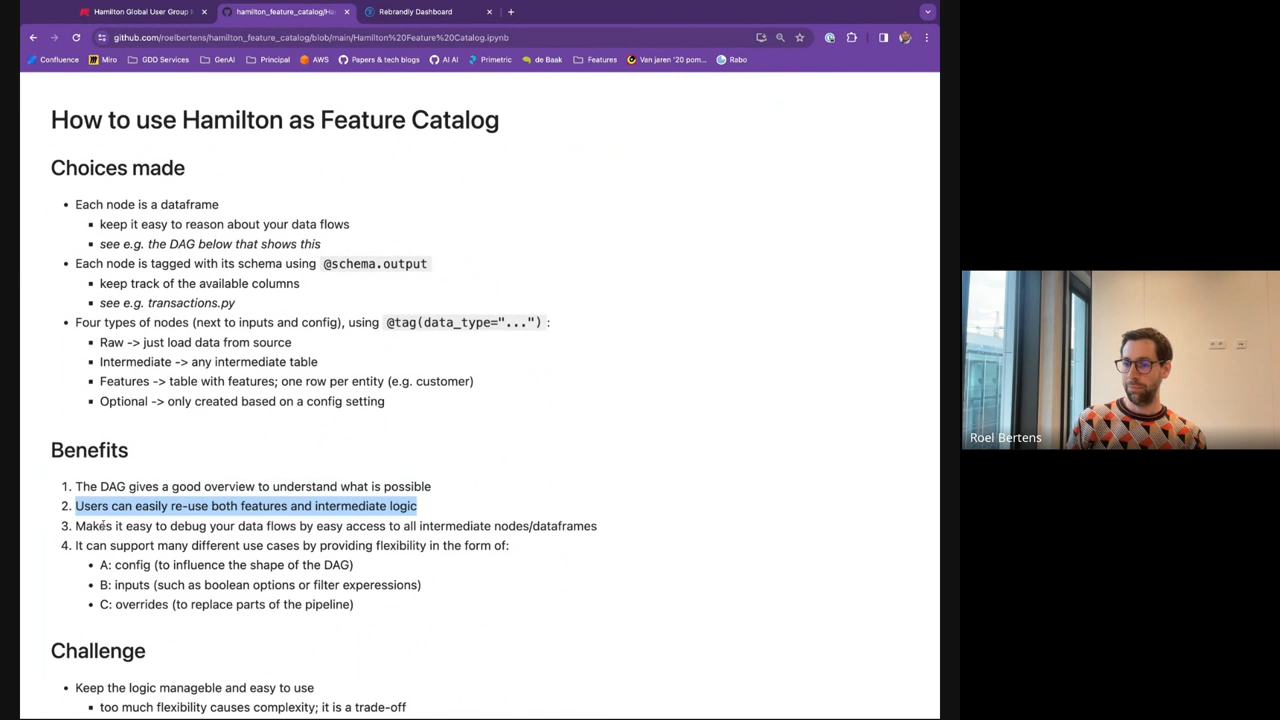 Hamilton Global User Group
hamilton_feature_catalog/Ha
Rebrandly Dashboard
github.com/roelbertens/hamilton_feature_catalog/blob/main/Hamilton%20Feature%20Catalog.ipynb
Confluence
Miro
GDD Services
GenAI
Principal
AWS
Papers & tech blogs
AI AI
Primetric
de Baak
Features
Van jaren '20 pom...
Rabo
How to use Hamilton as Feature Catalog
Choices made
• Each node is a dataframe
▪ keep it easy to reason about your data flows
▪ see e.g. the DAG below that shows this
• Each node is tagged with its schema using @schema.output
▪ keep track of the available columns
▪ see e.g. transactions.py
• Four types of nodes (next to inputs and config), using @tag(data_type="...") :
▪ Raw -> just load data from source
▪ Intermediate -> any intermediate table
▪ Features -> table with features; one row per entity (e.g. customer)
▪ Optional -> only created based on a config setting
Benefits
1. The DAG gives a good overview to understand what is possible
2. Users can easily re-use both features and intermediate logic
3. Makes it easy to debug your data flows by easy access to all intermediate nodes/dataframes
4. It can support many different use cases by providing flexibility in the form of:
• A: config (to influence the shape of the DAG)
• B: inputs (such as boolean options or filter experessions)
• C: overrides (to replace parts of the pipeline)
Challenge
• Keep the logic manageble and easy to use
▪ too much flexibility causes complexity; it is a trade-off
Roel Bertens